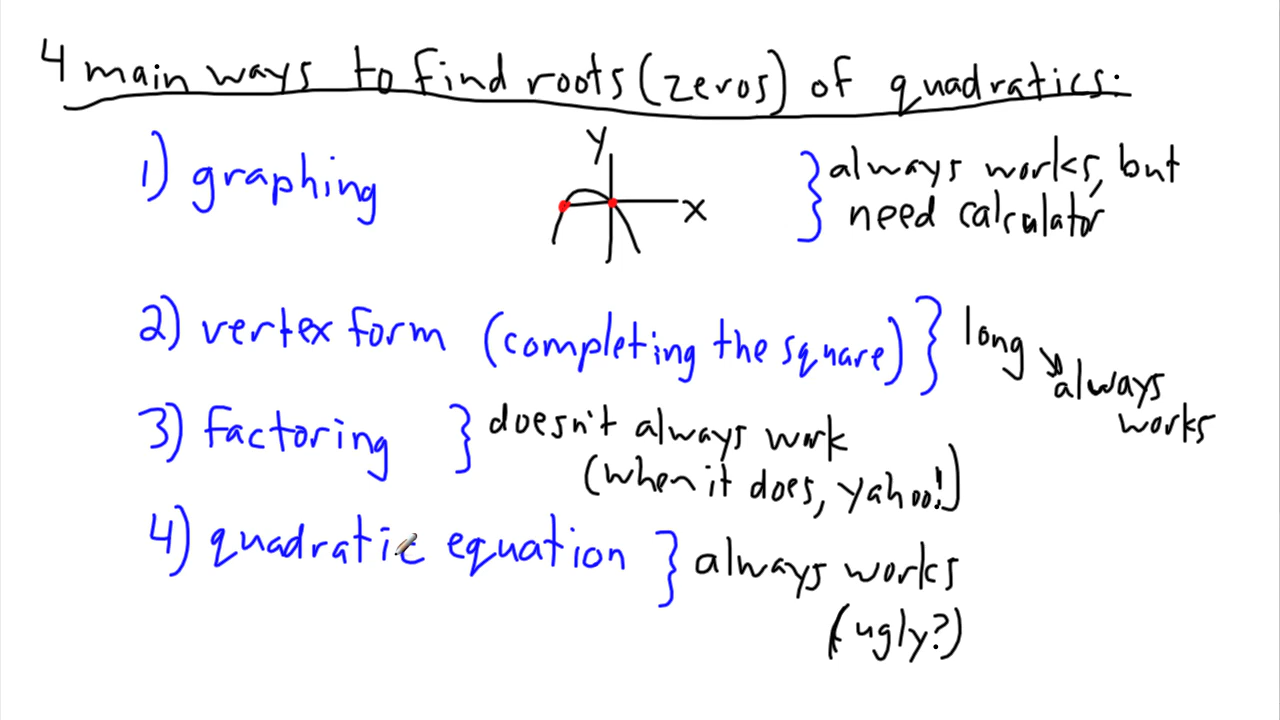 4 main ways to find roots (zeros) of quadratics:
1) graphing
y
x
} always works, but
need calculator
2) vertex form (completing the square) } long
↘ always
works
3) factoring } doesn't always work
(when it does, yahoo!)
4) quadratic equation } always works
(ugly?)